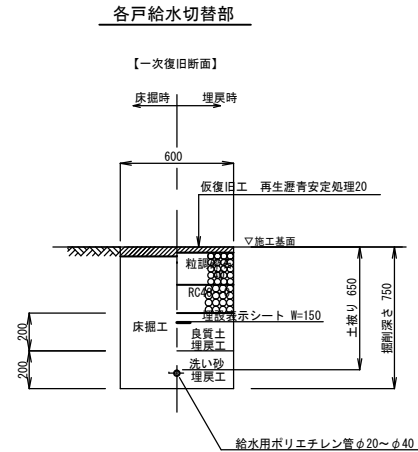 各戸給水切替部
【一次復旧断面】
床掘時 埋戻時
600
仮復旧工 再生瀝青安定処理20
▽施工基面
粒調
RC40
埋設表示シート W=150
床掘工
良質土
埋戻工
洗い砂
埋戻工
200
200
土被り 650
掘削深さ 750
給水用ポリエチレン管φ20～φ40